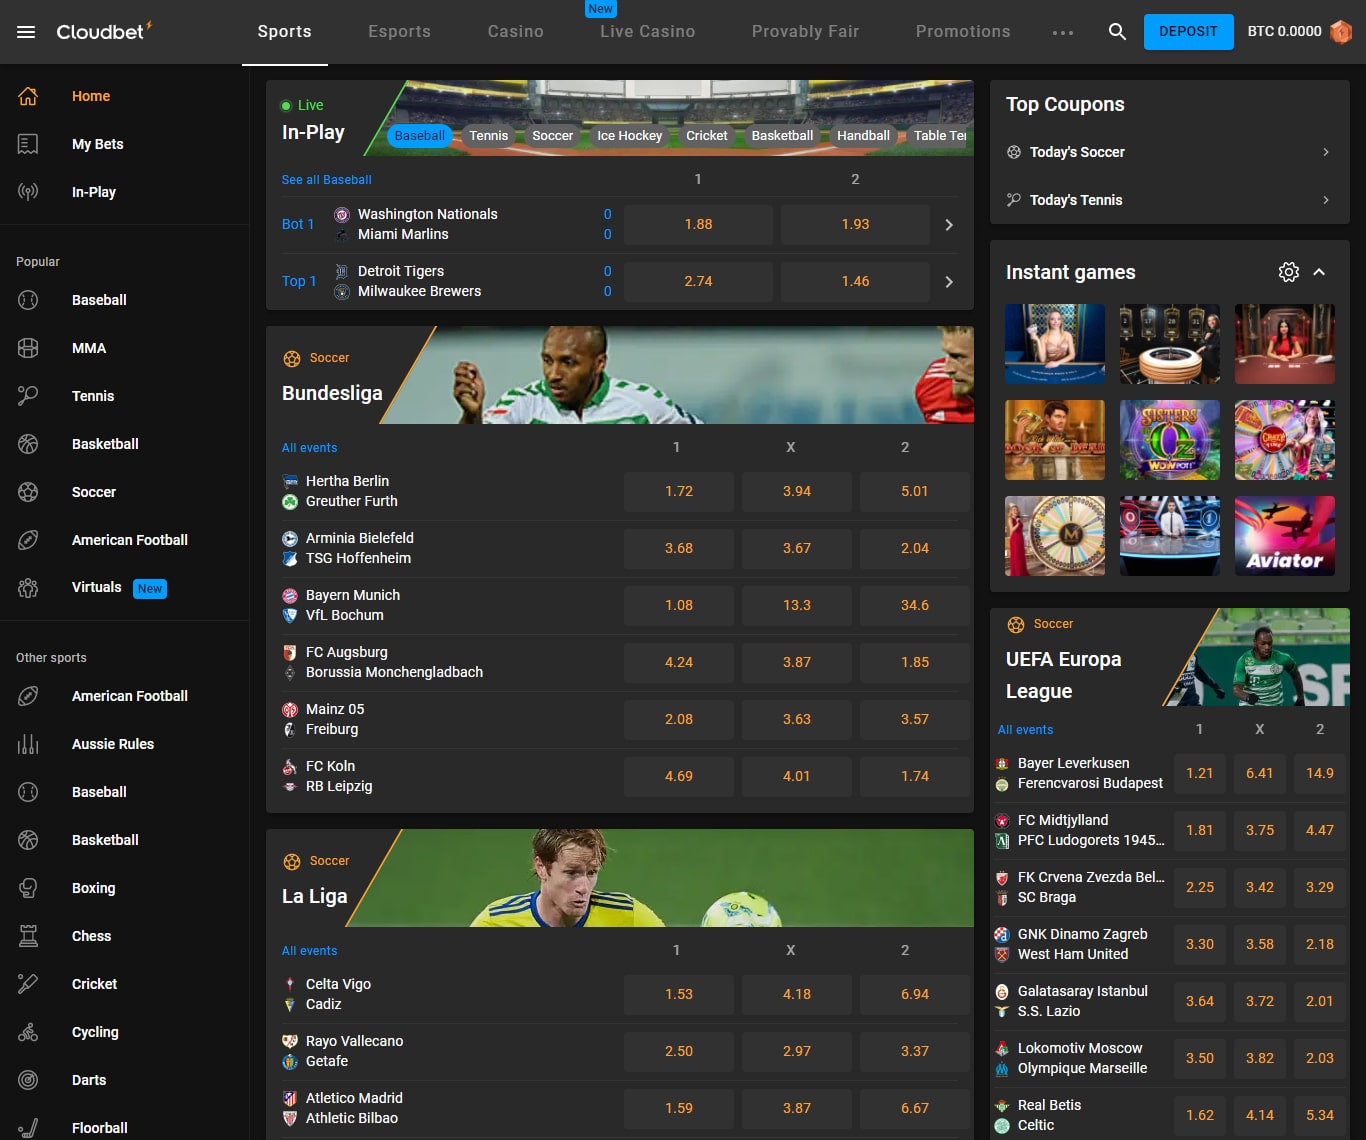 Cloudbet
Sports
Esports
Casino
New
Live Casino
Provably Fair
Promotions
DEPOSIT
BTC 0.0000
Home
My Bets
In-Play
Popular
Baseball
MMA
Tennis
Basketball
Soccer
American Football
Virtuals New
Other sports
American Football
Aussie Rules
Baseball
Basketball
Boxing
Chess
Cricket
Cycling
Darts
Floorball
Live
In-Play
Baseball Tennis Soccer Ice Hockey Cricket Basketball Handball Table Te
See all Baseball 1 2
Bot 1
Washington Nationals 0
Miami Marlins 0
1.88 1.93
Top 1
Detroit Tigers 0
Milwaukee Brewers 0
2.74 1.46
Soccer
Bundesliga
All events 1 X 2
Hertha Berlin
Greuther Furth
1.72 3.94 5.01
Arminia Bielefeld
TSG Hoffenheim
3.68 3.67 2.04
Bayern Munich
VfL Bochum
1.08 13.3 34.6
FC Augsburg
Borussia Monchengladbach
4.24 3.87 1.85
Mainz 05
Freiburg
2.08 3.63 3.57
FC Koln
RB Leipzig
4.69 4.01 1.74
Soccer
La Liga
All events 1 X 2
Celta Vigo
Cadiz
1.53 4.18 6.94
Rayo Vallecano
Getafe
2.50 2.97 3.37
Atletico Madrid
Athletic Bilbao
1.59 3.87 6.67
Top Coupons
Today's Soccer
Today's Tennis
Instant games
BOOK OF DEAD
SISTERS
OZ
WOWPOT!
CRAZY
TIME
M
0 1
Aviator
Soccer
UEFA Europa
League
All events 1 X 2
Bayer Leverkusen
Ferencvarosi Budapest
1.21 6.41 14.9
FC Midtjylland
PFC Ludogorets 1945...
1.81 3.75 4.47
FK Crvena Zvezda Bel...
SC Braga
2.25 3.42 3.29
GNK Dinamo Zagreb
West Ham United
3.30 3.58 2.18
Galatasaray Istanbul
S.S. Lazio
3.64 3.72 2.01
Lokomotiv Moscow
Olympique Marseille
3.50 3.82 2.03
Real Betis
Celtic
1.62 4.14 5.34